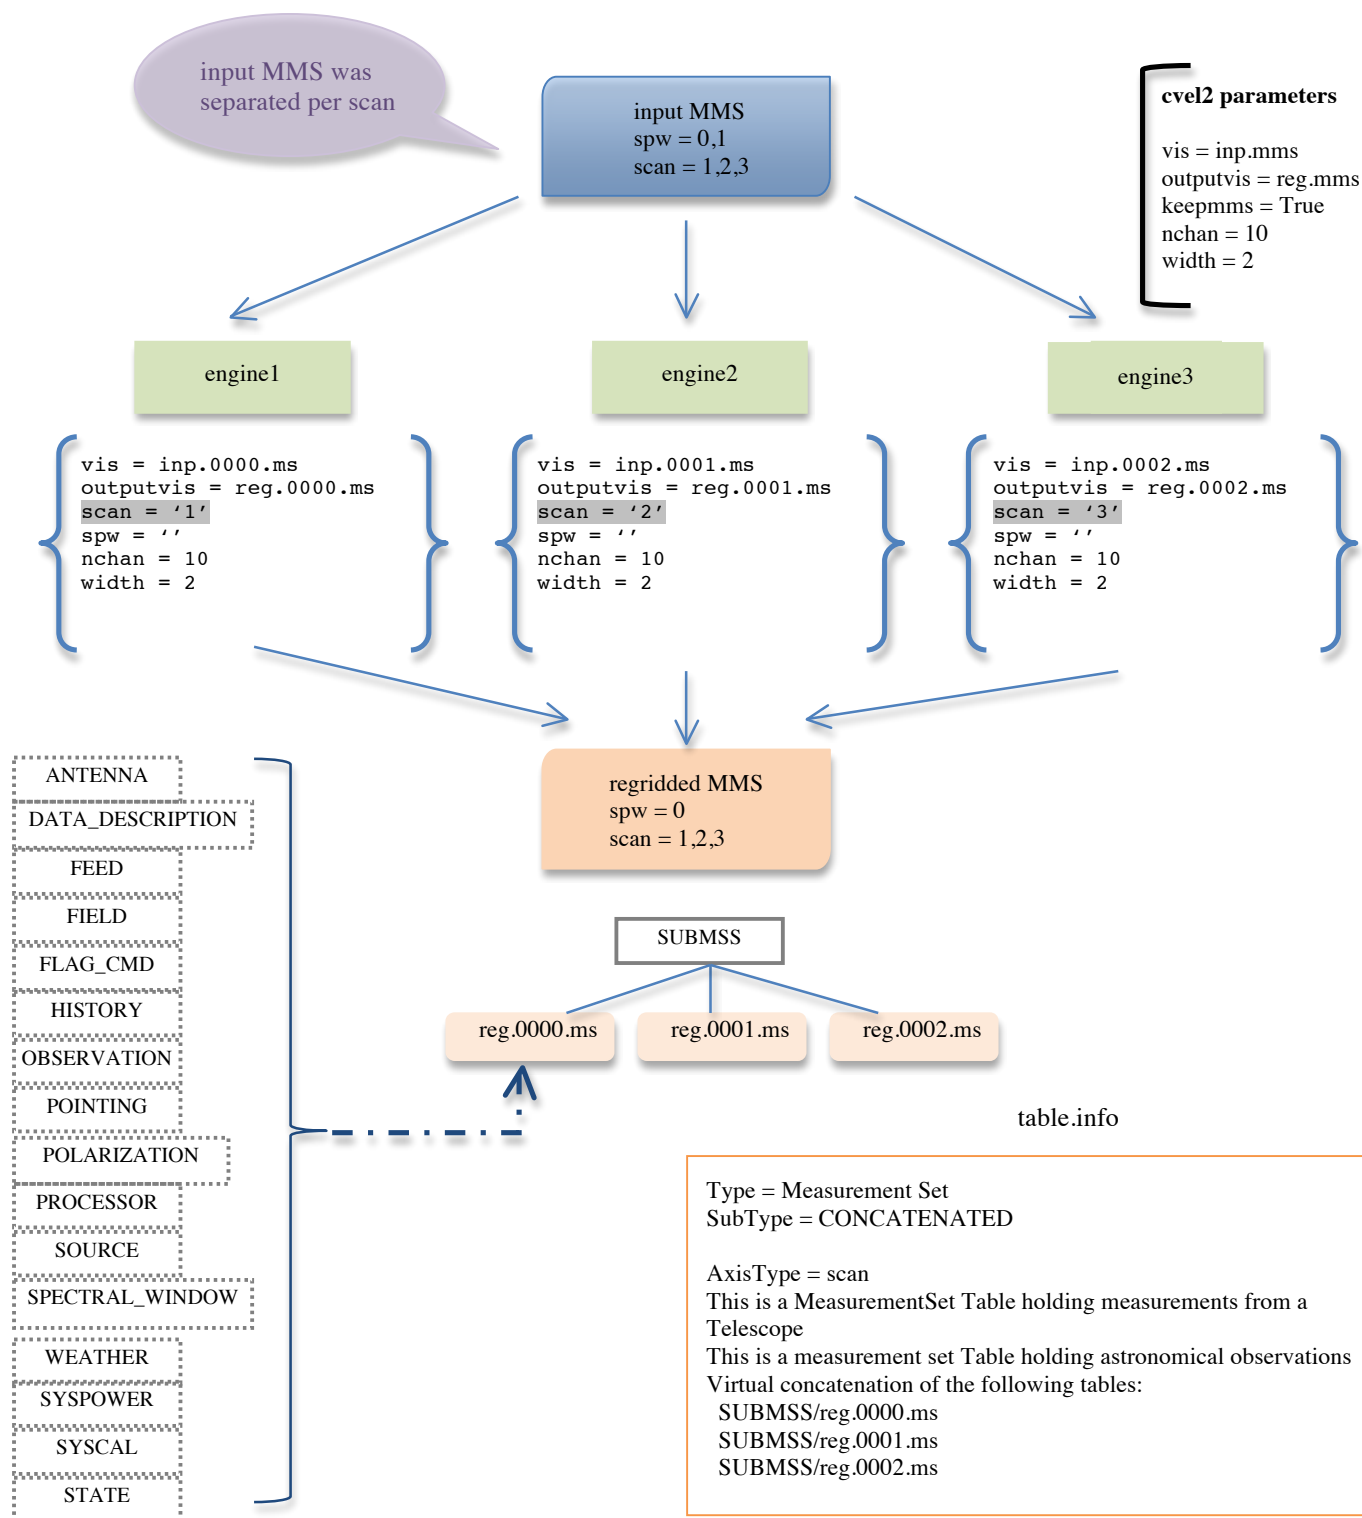 input MMS was
separated per scan
input MMS
spw = 0,1
scan = 1,2,3
cvel2 parameters
vis = inp.mms
outputvis = reg.mms
keepmms = True
nchan = 10
width = 2
engine1
engine2
engine3
vis = inp.0000.ms
outputvis = reg.0000.ms
scan = ‘1’
spw = ‘’
nchan = 10
width = 2
vis = inp.0001.ms
outputvis = reg.0001.ms
scan = ‘2’
spw = ‘’
nchan = 10
width = 2
vis = inp.0002.ms
outputvis = reg.0002.ms
scan = ‘3’
spw = ‘’
nchan = 10
width = 2
regridded MMS
spw = 0
scan = 1,2,3
ANTENNA
DATA_DESCRIPTION
FEED
FIELD
FLAG_CMD
HISTORY
OBSERVATION
POINTING
POLARIZATION
PROCESSOR
SOURCE
SPECTRAL_WINDOW
WEATHER
SYSPOWER
SYSCAL
STATE
SUBMSS
reg.0000.ms
reg.0001.ms
reg.0002.ms
table.info
Type = Measurement Set
SubType = CONCATENATED
AxisType = scan
This is a MeasurementSet Table holding measurements from a
Telescope
This is a measurement set Table holding astronomical observations
Virtual concatenation of the following tables:
SUBMSS/reg.0000.ms
SUBMSS/reg.0001.ms
SUBMSS/reg.0002.ms